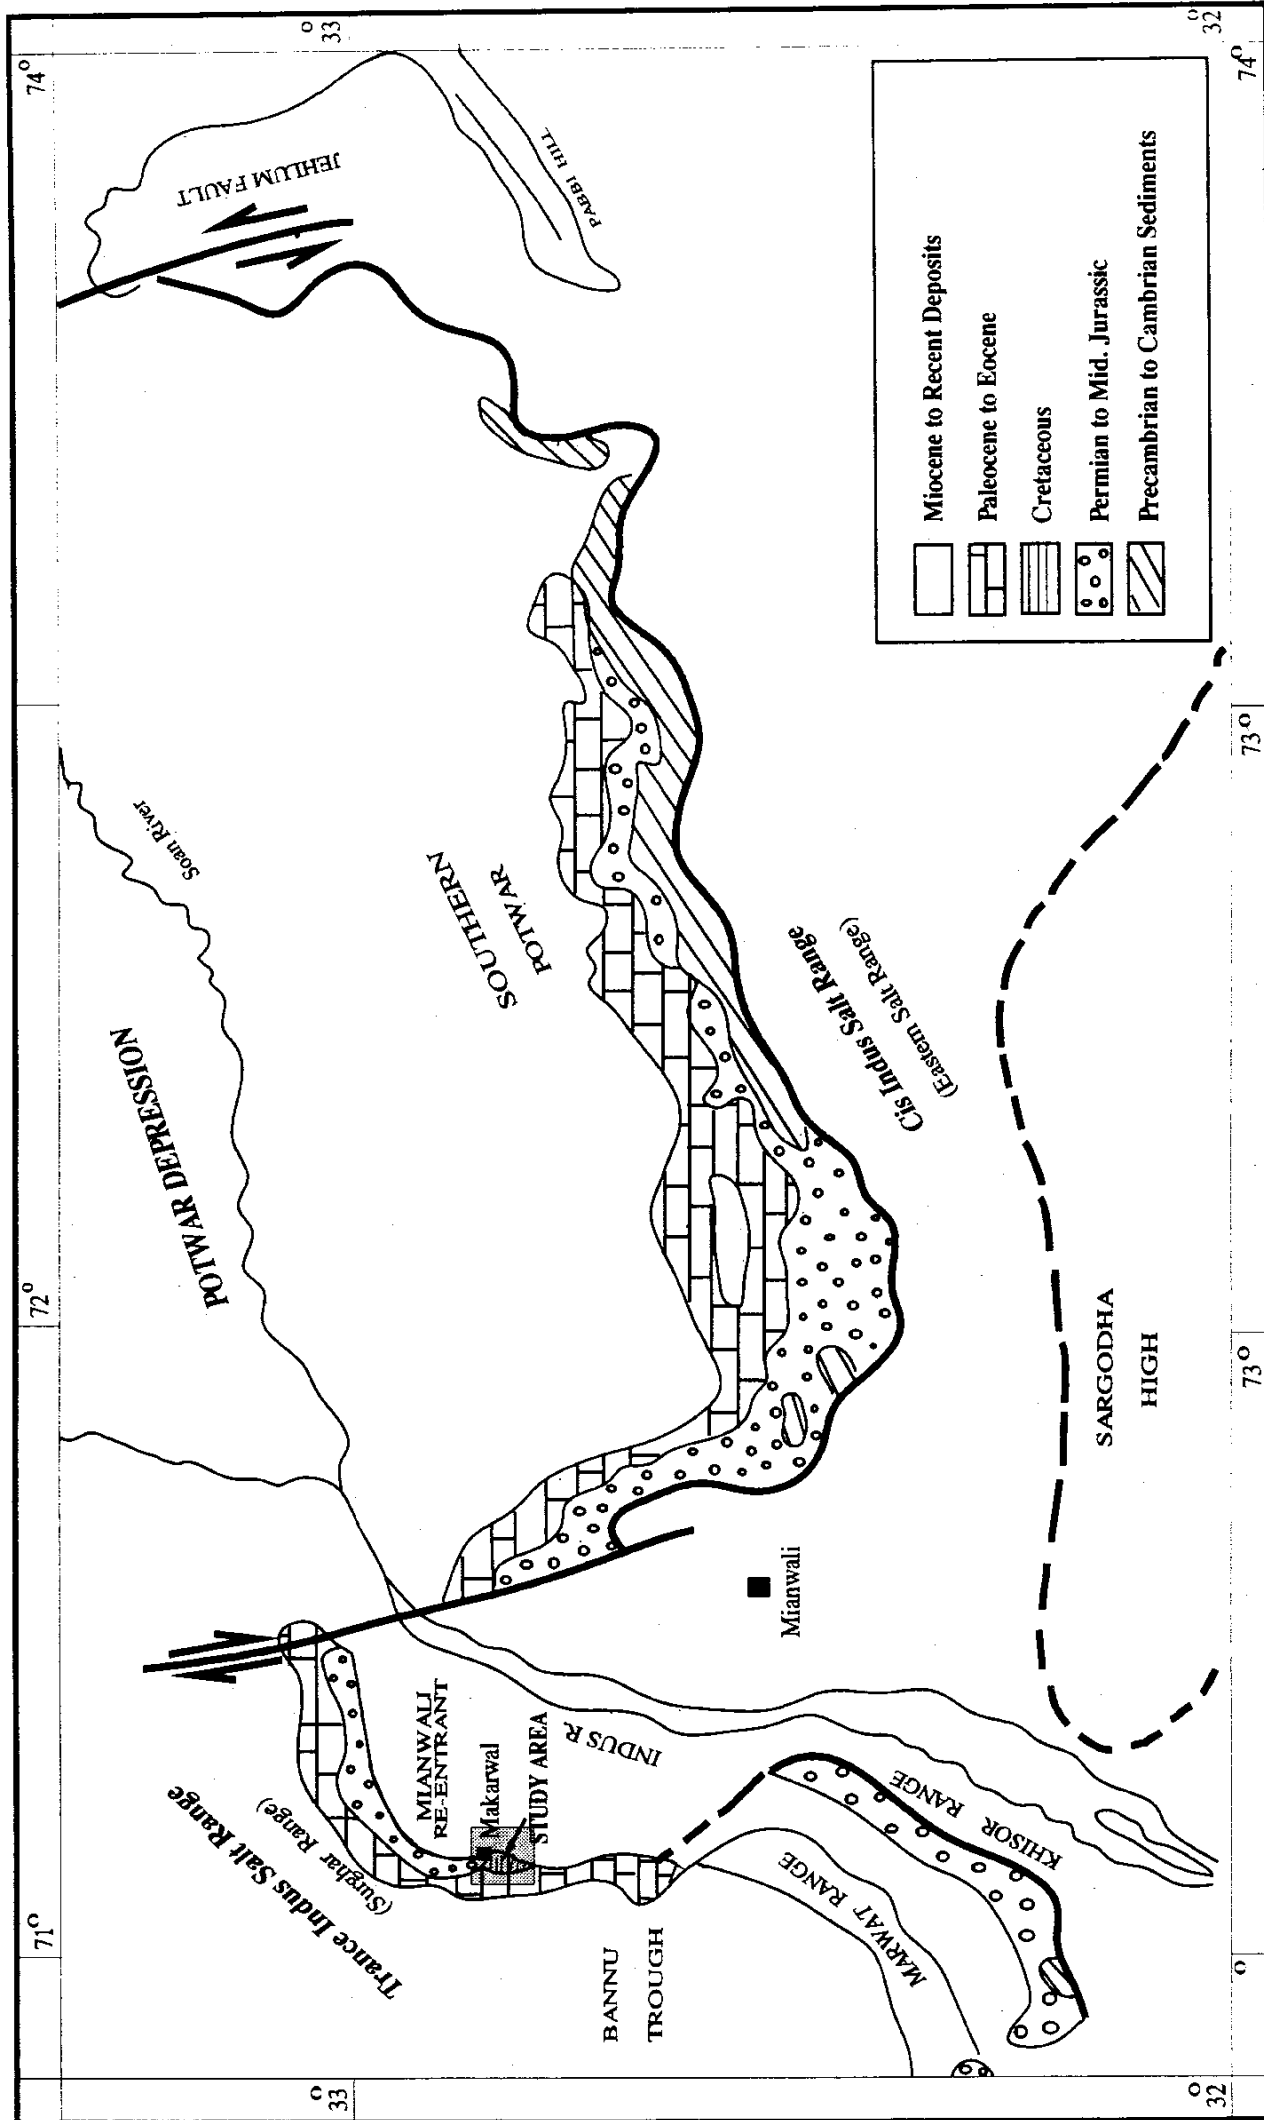 71°
72°
74°
33°
33°
POTWAR DEPRESSION
Soan River
JEHLUM FAULT
Trance Indus Salt Range
(Surghar Range)
MIANWALI
RE-ENTRANT
Makarwal
STUDY AREA
SOUTHERN
POTWAR
PABBI HILL
INDUS R.
BANNU
TROUGH
Mianwali
MARWAT RANGE
KHISOR RANGE
Cis Indus Salt Range
(Eastern Salt Range)
SARGODHA
HIGH
Miocene to Recent Deposits
Paleocene to Eocene
Cretaceous
Permian to Mid. Jurassic
Precambrian to Cambrian Sediments
32°
32°
°
73°
73°
74°